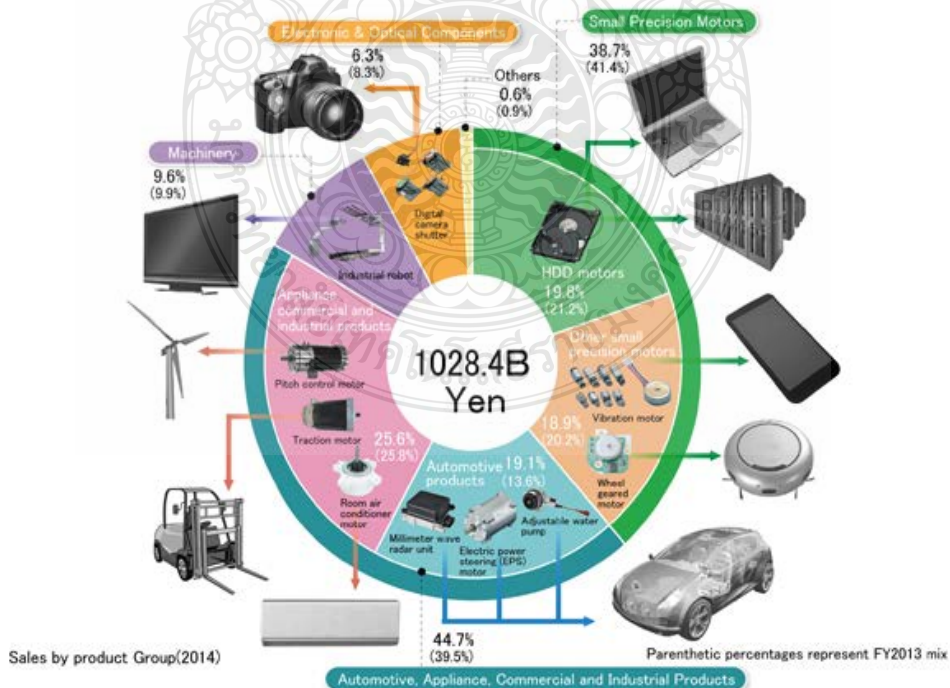 Electronic & Optical Components
6.3%
(8.3%)
Small Precision Motors
38.7%
(41.4%)
Others
0.6%
(0.9%)
Machinery
9.6%
(9.9%)
Digital
camera
shutter
Industrial robot
HDD motors
19.8%
(21.2%)
Appliance
commercial and
industrial products
Pitch control motor
Traction motor
25.6%
(25.8%)
Room air
conditioner
motor
1028.4B
Yen
Other small
precision motors
Vibration motor
18.9%
(20.2%)
Wheel
geared
motor
Automotive
products
19.1%
(13.6%)
Millimeter wave
radar unit
Electric power
steering (EPS)
motor
Adjustable water
pump
44.7%
(39.5%)
Sales by product Group(2014)
Parenthetic percentages represent FY2013 mix
Automotive, Appliance, Commercial and Industrial Products